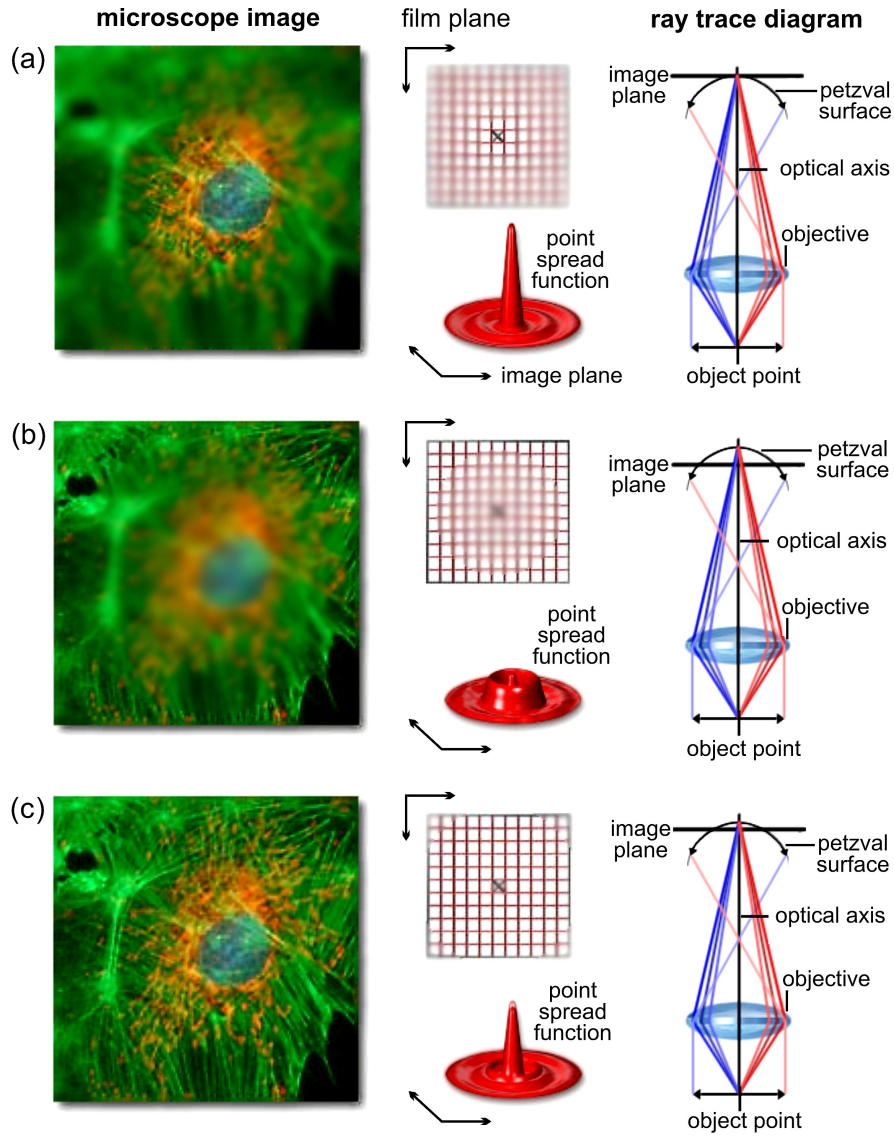 microscope image
film plane
ray trace diagram
(a)
image
plane
petzval
surface
optical axis
point
spread
function
objective
image plane
object point
(b)
image
plane
petzval
surface
optical axis
point
spread
function
objective
object point
(c)
image
plane
petzval
surface
optical axis
point
spread
function
objective
object point